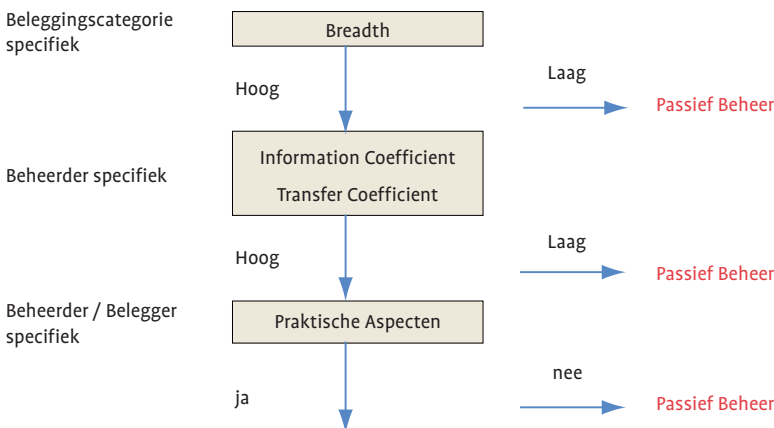 Beleggingscategorie
specifiek
Breadth
Hoog
Laag
Passief Beheer
Beheerder specifiek
Information Coefficient
Transfer Coefficient
Hoog
Laag
Passief Beheer
Beheerder / Belegger
specifiek
Praktische Aspecten
ja
nee
Passief Beheer